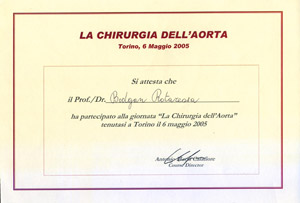 LA CHIRURGIA DELL'AORTA
Torino, 6 Maggio 2005
Si attesta che
il Prof./Dr.
ha partecipato alla giornata "La Chirurgia dell'Aorta"
tenutasi a Torino il 6 maggio 2005
Course Director